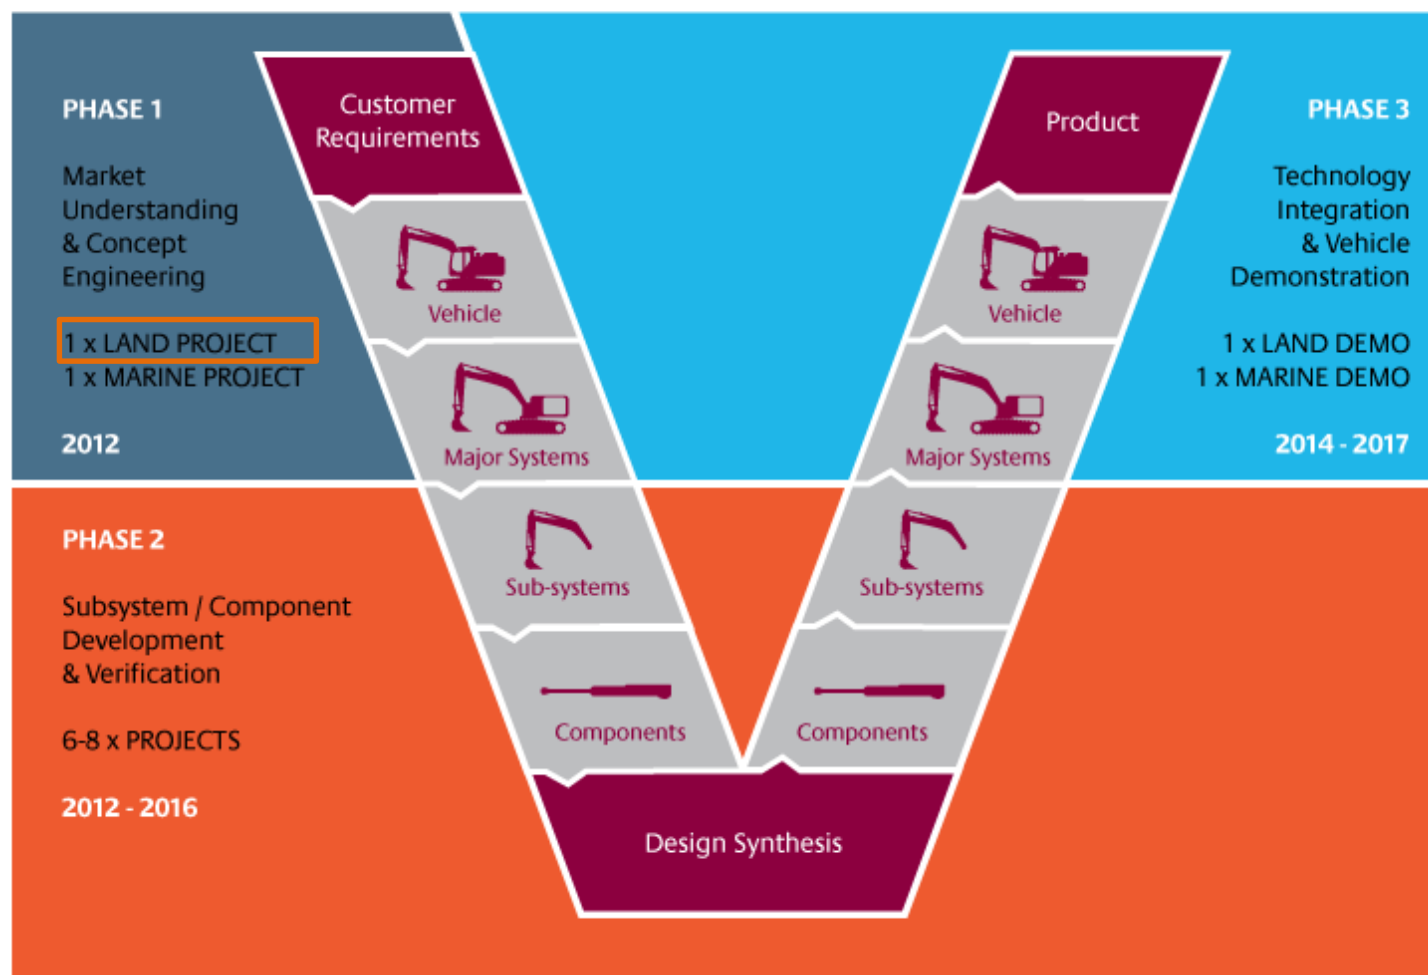 PHASE 1
Market
Understanding
& Concept
Engineering
1 x LAND PROJECT
1 x MARINE PROJECT
2012
PHASE 2
Subsystem / Component
Development
& Verification
6-8 x PROJECTS
2012 - 2016
Customer
Requirements
Vehicle
Major Systems
Sub-systems
Components
Design Synthesis
Product
Vehicle
Major Systems
Sub-systems
Components
PHASE 3
Technology
Integration
& Vehicle
Demonstration
1 x LAND DEMO
1 x MARINE DEMO
2014 - 2017